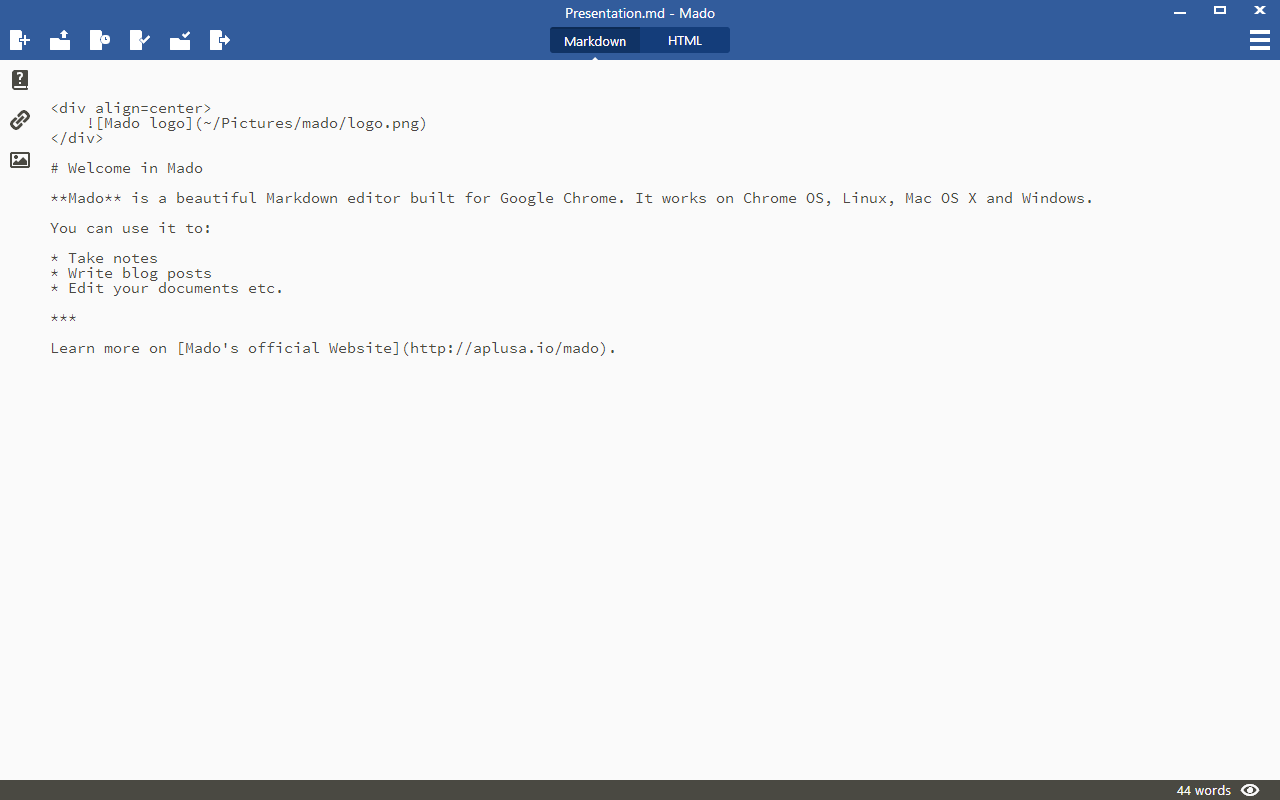 Presentation.md - Mado
Markdown HTML
<div align=center>
    ![Mado logo](~/Pictures/mado/logo.png)
</div>
# Welcome in Mado
**Mado** is a beautiful Markdown editor built for Google Chrome. It works on Chrome OS, Linux, Mac OS X and Windows.
You can use it to:
* Take notes
* Write blog posts
* Edit your documents etc.
***
Learn more on [Mado's official Website](http://aplusa.io/mado).
44 words